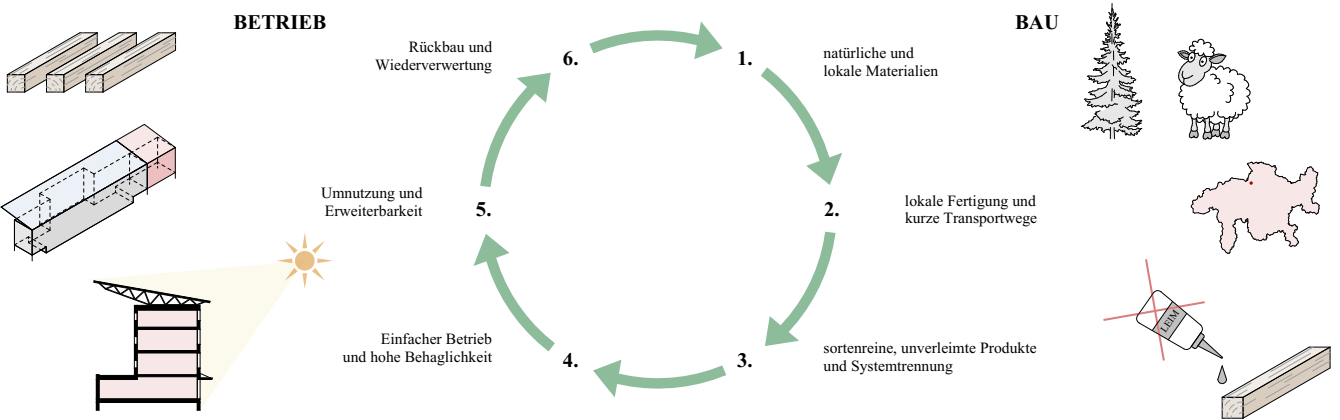 BETRIEB
BAU
1.
natürliche und
lokale Materialien
2.
lokale Fertigung und
kurze Transportwege
3.
sortenreine, unverleimte Produkte
und Systemtrennung
LEIM
4.
Einfacher Betrieb
und hohe Behaglichkeit
5.
Umnutzung und
Erweiterbarkeit
6.
Rückbau und
Wiederverwertung